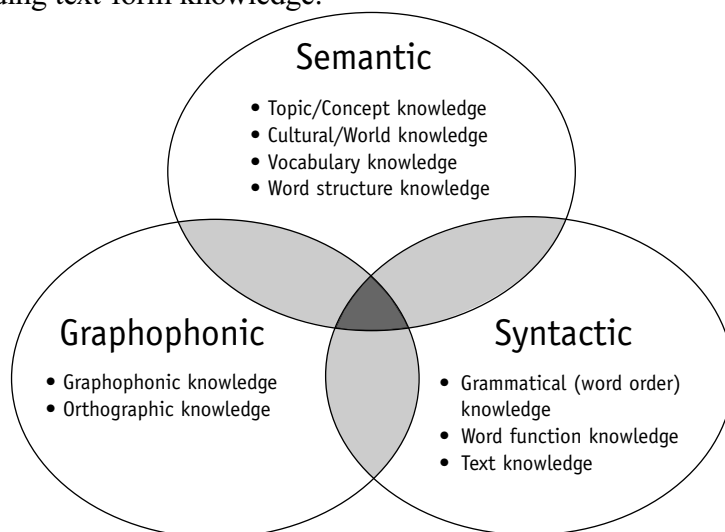 text-form knowledge.
Semantic
• Topic/Concept knowledge
• Cultural/World knowledge
• Vocabulary knowledge
• Word structure knowledge
Graphophonic
• Graphophonic knowledge
• Orthographic knowledge
Syntactic
• Grammatical (word order)
knowledge
• Word function knowledge
• Text knowledge